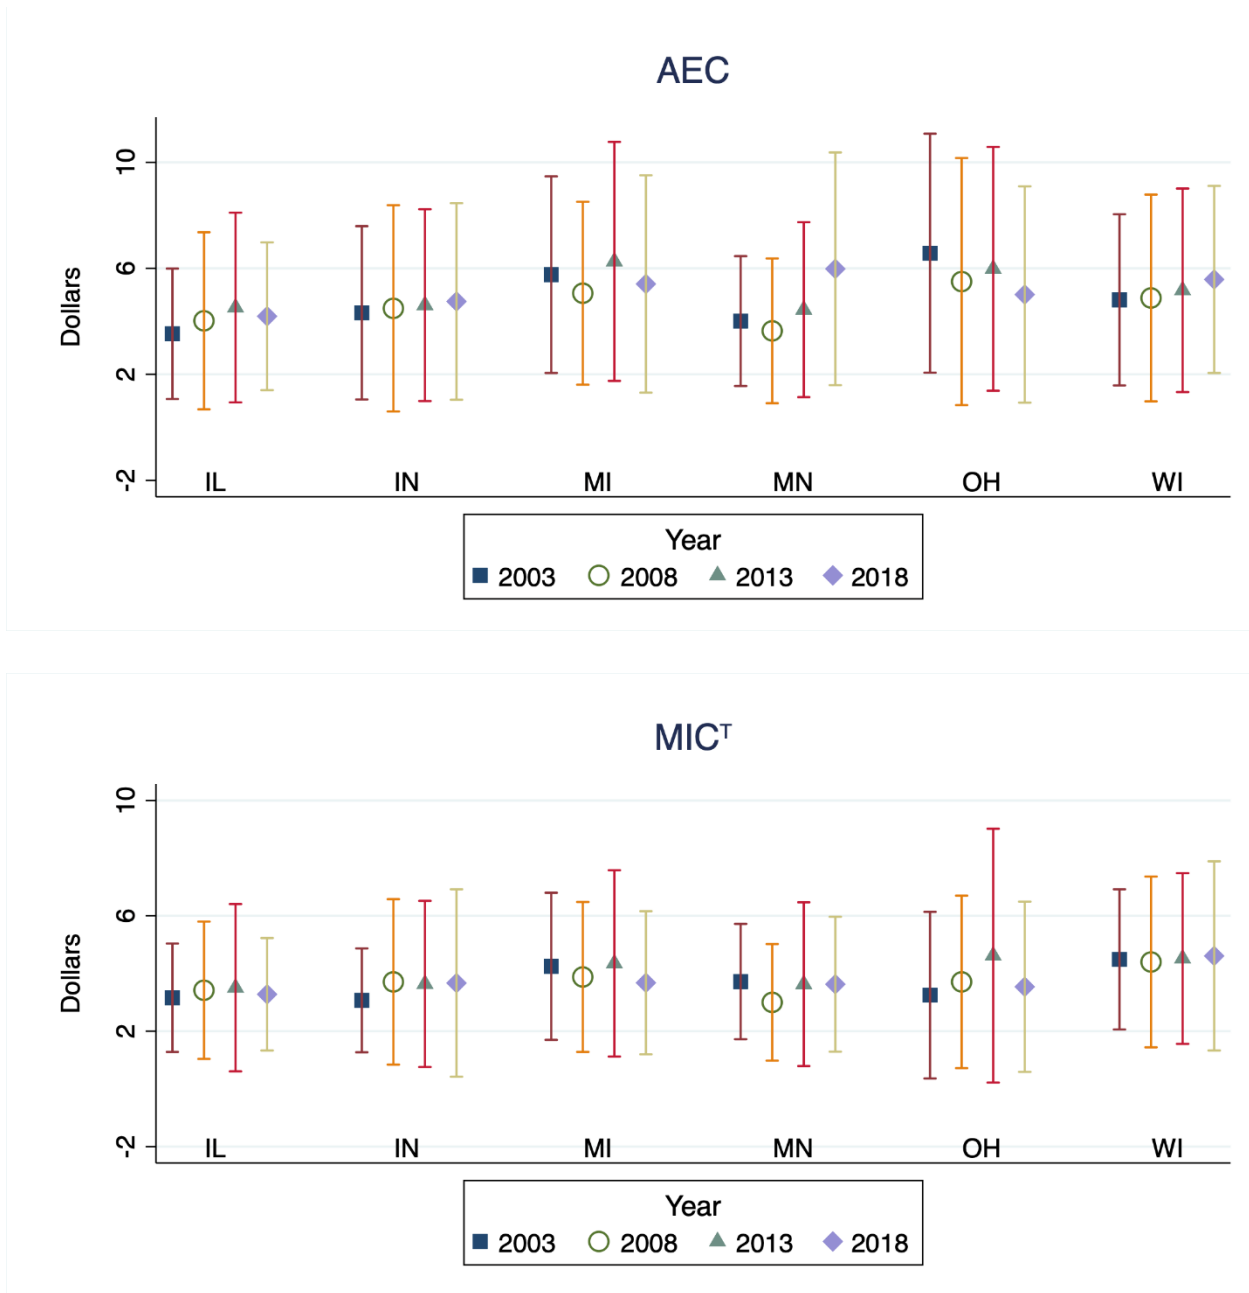 AEC
10
6
2
-2
Dollars
IL IN MI MN OH WI
Year
2003 2008 2013 2018
MICᵀ
10
6
2
-2
Dollars
IL IN MI MN OH WI
Year
2003 2008 2013 2018